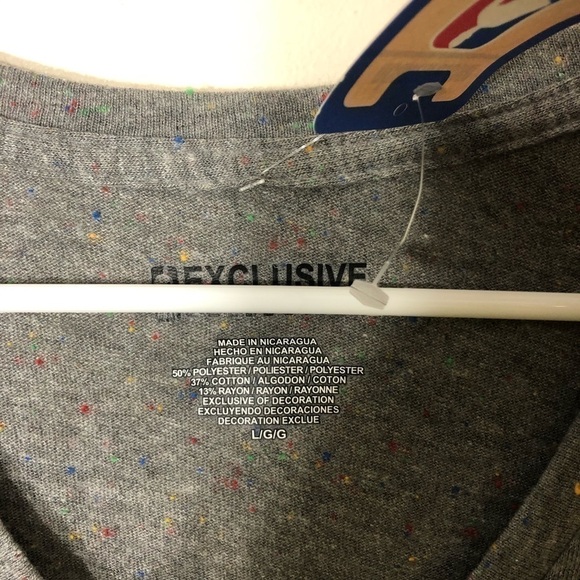 EXCLUSIVE
MADE IN NICARAGUA
HECHO EN NICARAGUA
FABRIQUE AU NICARAGUA
50% POLYESTER / POLIESTER / POLYESTER
37% COTTON / ALGODON / COTON
13% RAYON / RAYON / RAYONNE
EXCLUSIVE OF DECORATION
EXCLUYENDO DECORACIONES
DECORATION EXCLUE
L/G/G